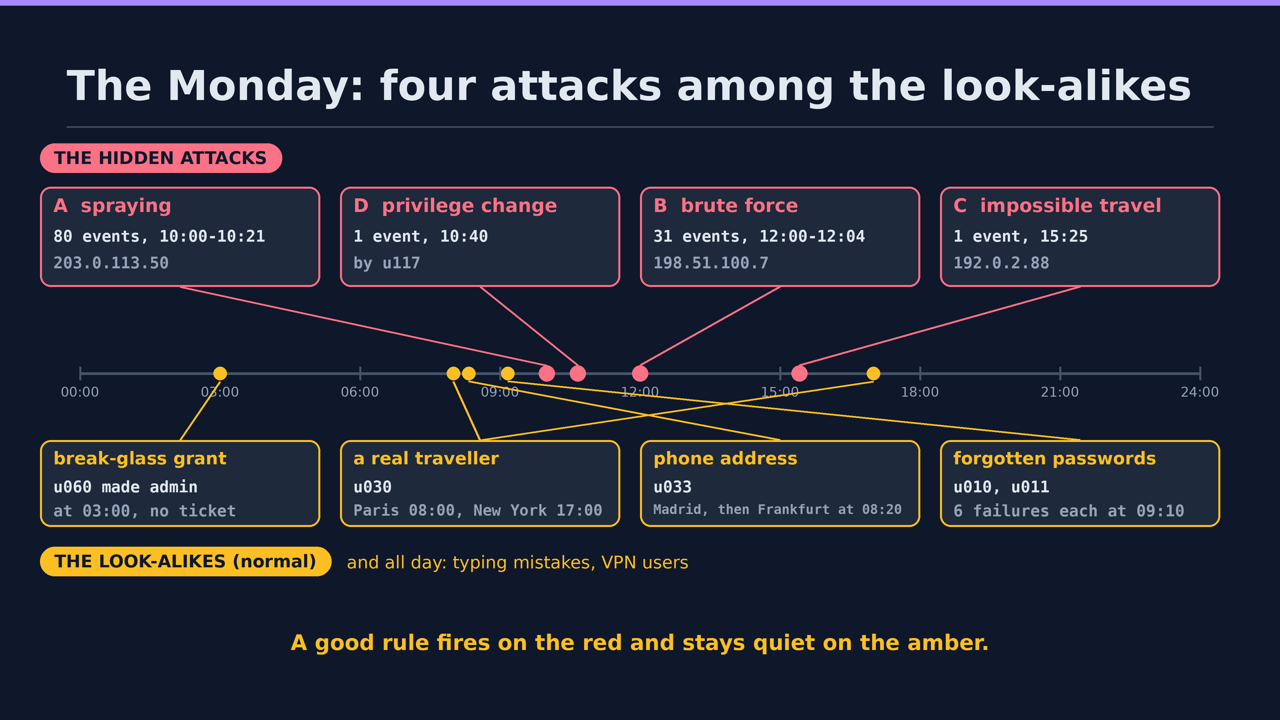 The Monday: four attacks among the look-alikes
THE HIDDEN ATTACKS
A spraying
80 events, 10:00-10:21
203.0.113.50
D privilege change
1 event, 10:40
by u117
B brute force
31 events, 12:00-12:04
198.51.100.7
C impossible travel
1 event, 15:25
192.0.2.88
00:00 03:00 06:00 09:00 12:00 15:00 18:00 21:00 24:00
break-glass grant
u060 made admin
at 03:00, no ticket
a real traveller
u030
Paris 08:00, New York 17:00
phone address
u033
Madrid, then Frankfurt at 08:20
forgotten passwords
u010, u011
6 failures each at 09:10
THE LOOK-ALIKES (normal) and all day: typing mistakes, VPN users
A good rule fires on the red and stays quiet on the amber.